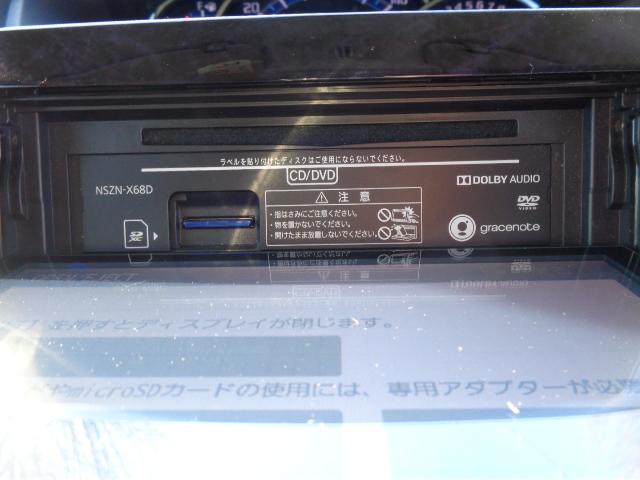 ラベルを貼り付けたディスクはご使用にならないでください。
CD/DVD
NSZN-X68D
注意
・指はさみにご注意ください。
・物を置かないでください。
・開けたまま放置しないでください。
DOLBY AUDIO
DVD
VIDEO
gracenote
SD
XC
を押すとディスプレイが閉じます。
microSDカードの使用には、専用アダプターが必